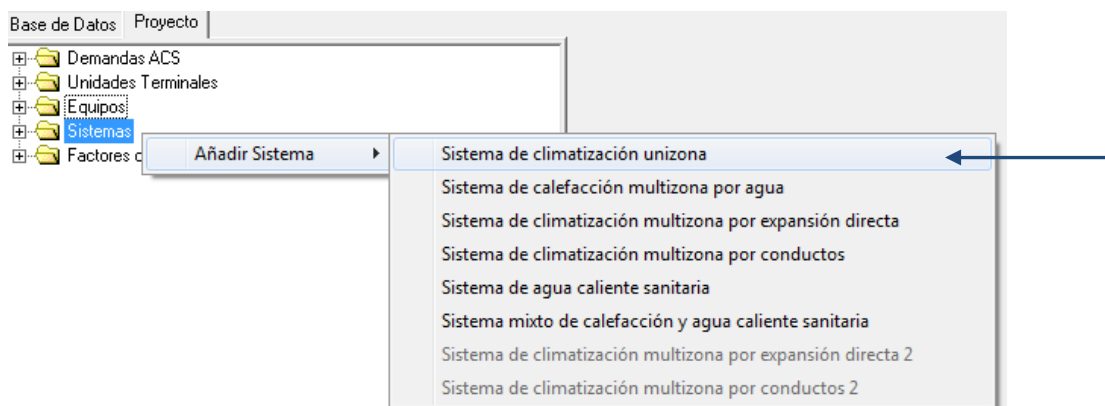 Base de Datos Proyecto
Demandas ACS
Unidades Terminales
Equipos
Sistemas
Factores
Añadir Sistema
Sistema de climatización unizona
Sistema de calefacción multizona por agua
Sistema de climatización multizona por expansión directa
Sistema de climatización multizona por conductos
Sistema de agua caliente sanitaria
Sistema mixto de calefacción y agua caliente sanitaria
Sistema de climatización multizona por expansión directa 2
Sistema de climatización multizona por conductos 2